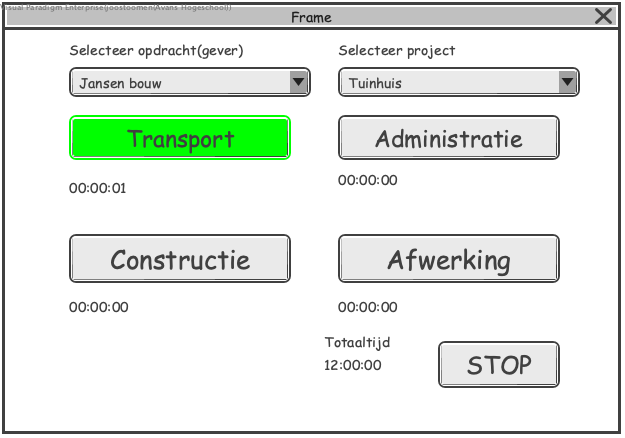 Visual Paradigm Enterprise(joostoomen(Avans Hogeschool))
Frame
Selecteer opdracht(gever)
Selecteer project
Jansen bouw
Tuinhuis
Transport
Administratie
00:00:01
00:00:00
Constructie
Afwerking
00:00:00
00:00:00
Totaaltijd
12:00:00
STOP